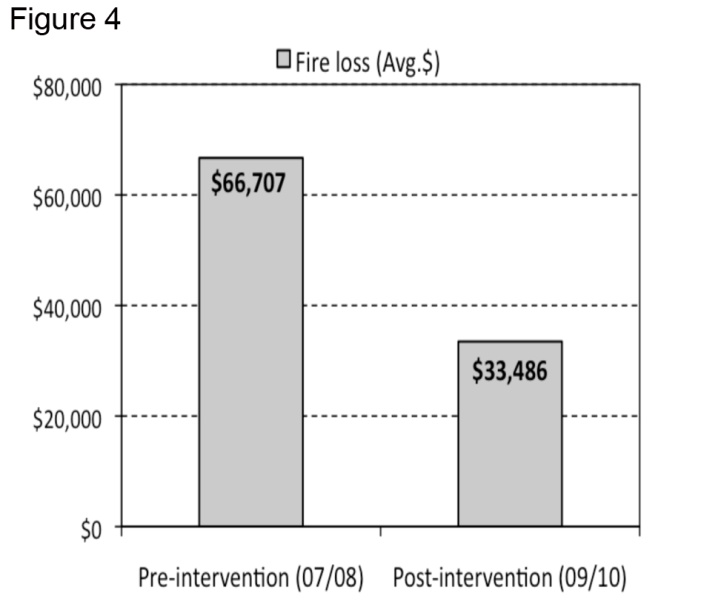 Figure 4
Fire loss (Avg.$)
$80,000
$66,707
$60,000
$40,000
$33,486
$20,000
$0
Pre-intervention (07/08) Post-intervention (09/10)